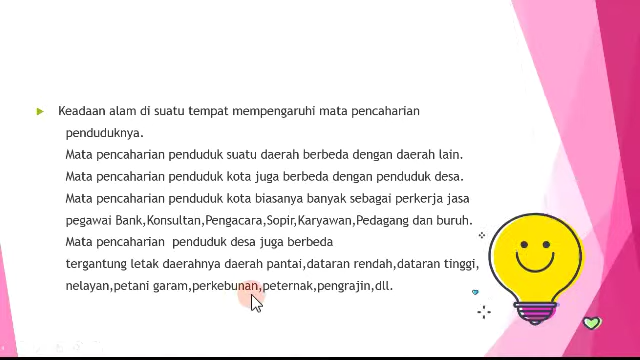 Keadaan alam di suatu tempat mempengaruhi mata pencaharian
penduduknya.
Mata pencaharian penduduk suatu daerah berbeda dengan daerah lain.
Mata pencaharian penduduk kota juga berbeda dengan penduduk desa.
Mata pencaharian penduduk kota biasanya banyak sebagai perkerja jasa
pegawai Bank,Konsultan,Pengacara,Sopir,Karyawan,Pedagang dan buruh.
Mata pencaharian penduduk desa juga berbeda
tergantung letak daerahnya daerah pantai,dataran rendah,dataran tinggi,
nelayan,petani garam,perkebunan,peternak,pengrajin,dll.